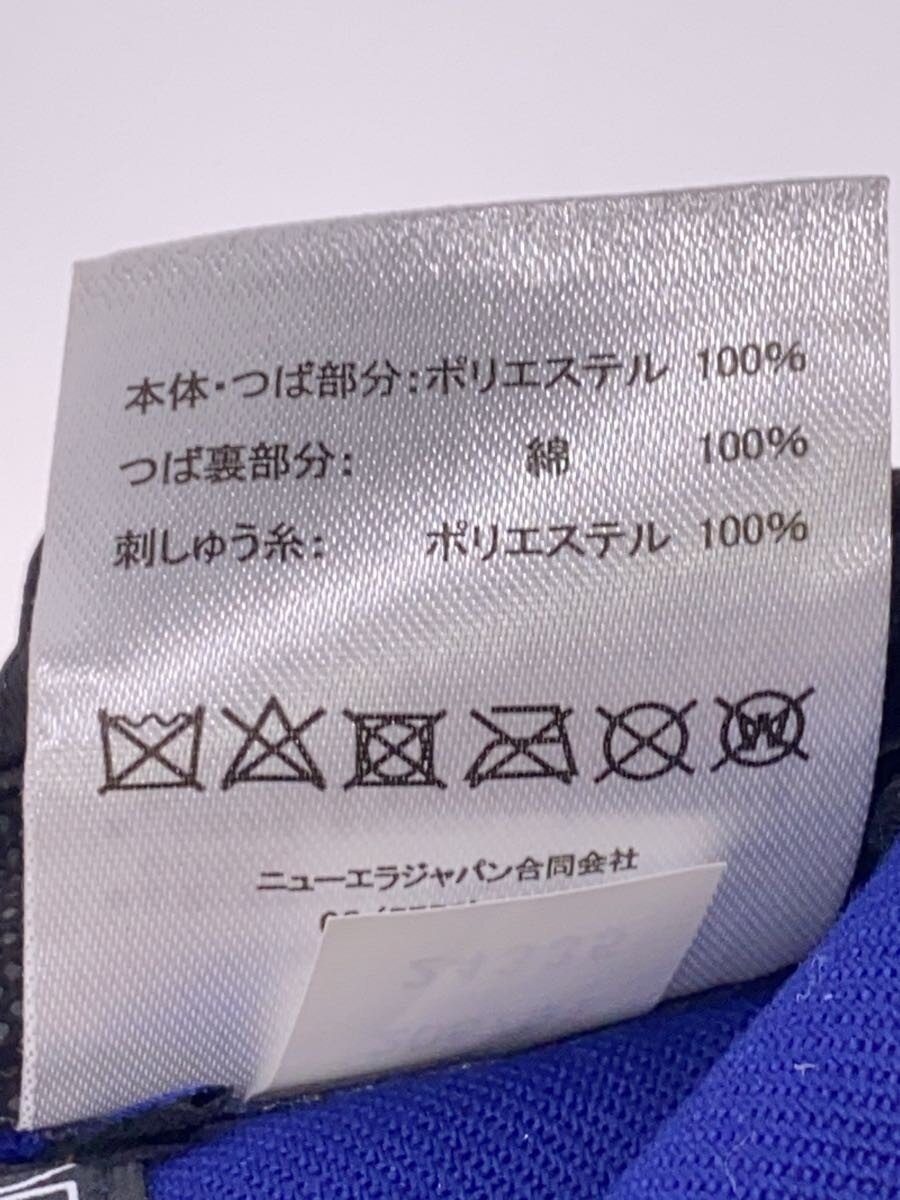 本体・つば部分:ポリエステル 100%
つば裏部分: 綿 100%
刺しゅう糸: ポリエステル 100%
W
ニューエラジャパン合同会社